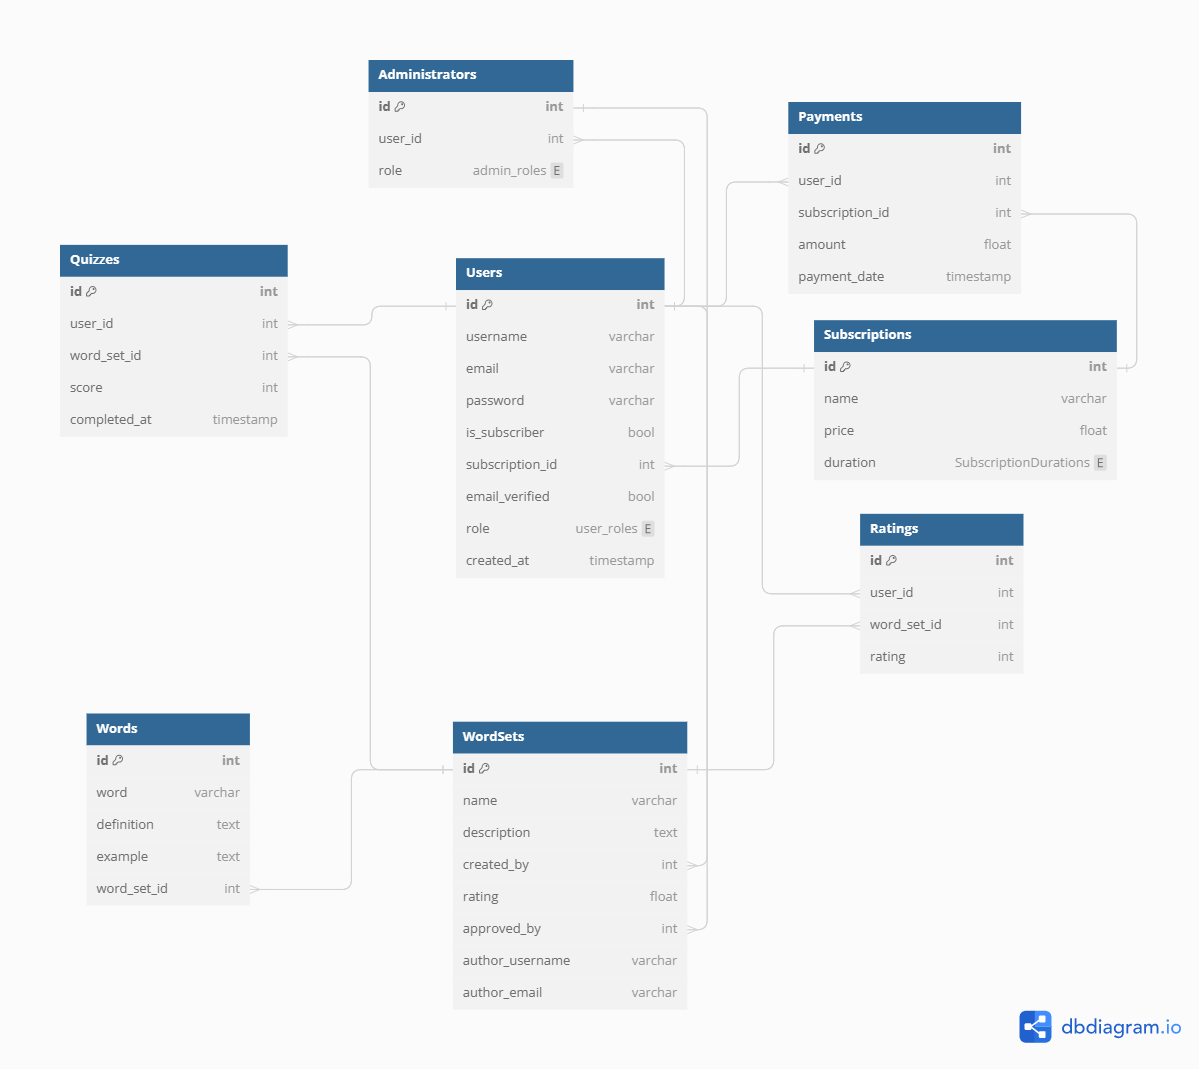 Administrators
id int
user_id int
role admin_roles E
Payments
id int
user_id int
subscription_id int
amount float
payment_date timestamp
Quizzes
id int
user_id int
word_set_id int
score int
completed_at timestamp
Users
id int
username varchar
email varchar
password varchar
is_subscriber bool
subscription_id int
email_verified bool
role user_roles E
created_at timestamp
Subscriptions
id int
name varchar
price float
duration SubscriptionDurations E
Ratings
id int
user_id int
word_set_id int
rating int
Words
id int
word varchar
definition text
example text
word_set_id int
WordSets
id int
name varchar
description text
created_by int
rating float
approved_by int
author_username varchar
author_email varchar
dbdiagram.io